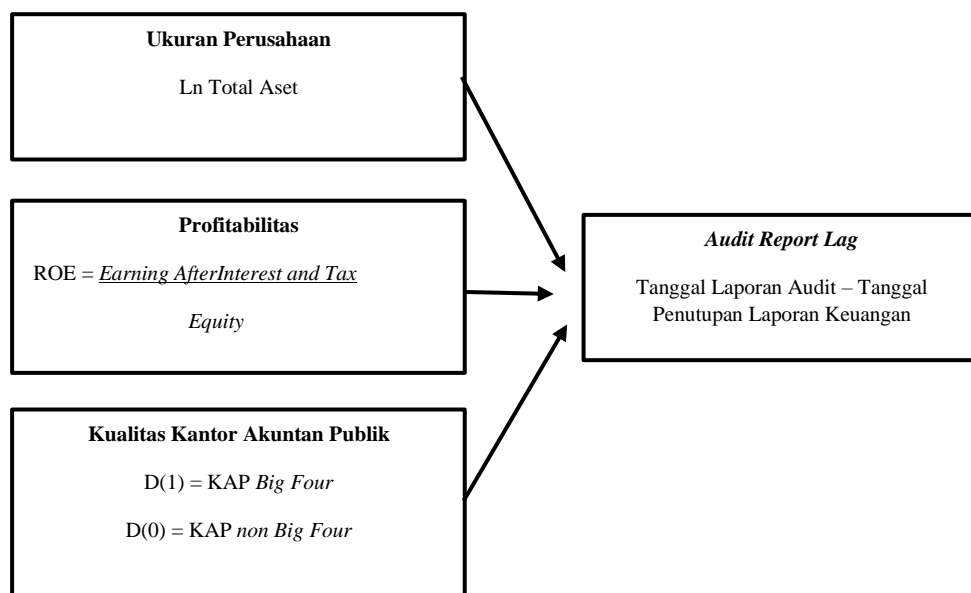 Ukuran Perusahaan
Ln Total Aset
Profitabilitas
ROE = Earning AfterInterest and Tax
Equity
Kualitas Kantor Akuntan Publik
D(1) = KAP Big Four
D(0) = KAP non Big Four
Audit Report Lag
Tanggal Laporan Audit – Tanggal
Penutupan Laporan Keuangan